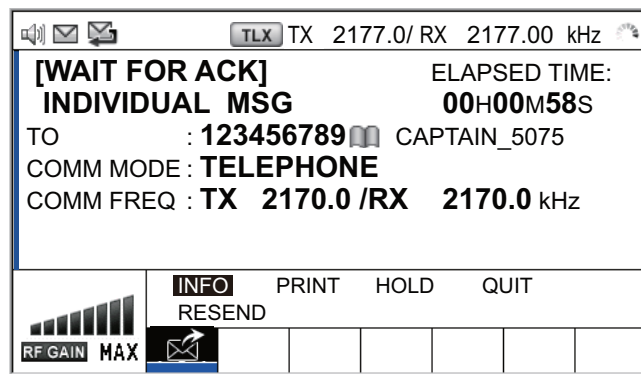 TLX TX 2177.0/ RX 2177.00 kHz
[WAIT FOR ACK] ELAPSED TIME:
INDIVIDUAL MSG 00H00M58S
TO : 123456789 CAPTAIN_5075
COMM MODE : TELEPHONE
COMM FREQ : TX 2170.0 /RX 2170.0 kHz
INFO PRINT HOLD QUIT
RESEND
RF GAIN MAX